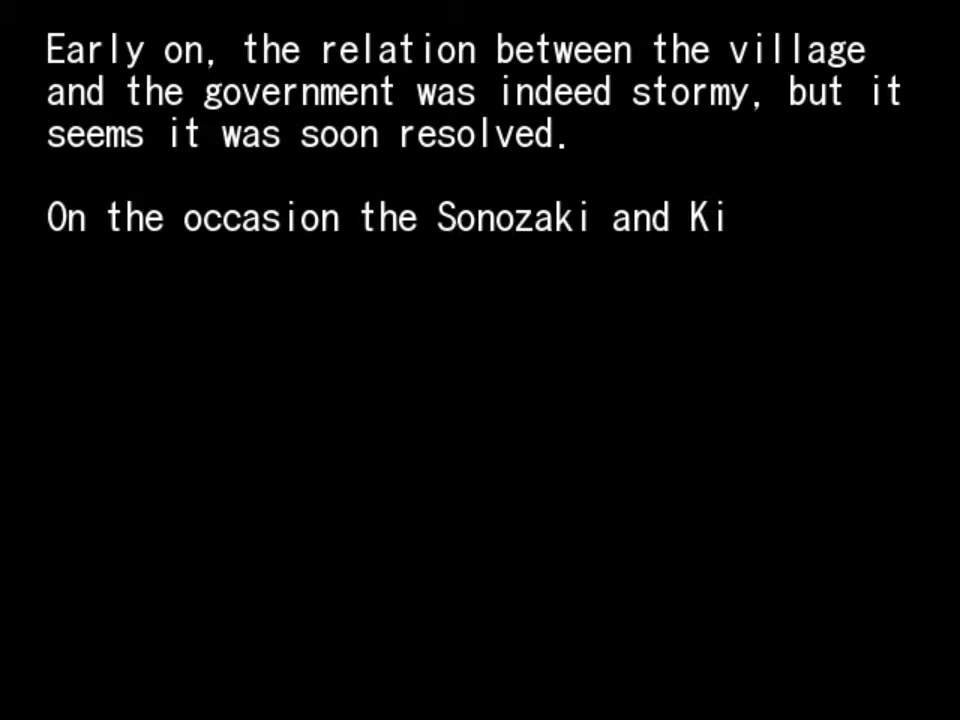 Early on, the relation between the village
and the government was indeed stormy, but it
seems it was soon resolved.
On the occasion the Sonozaki and Ki